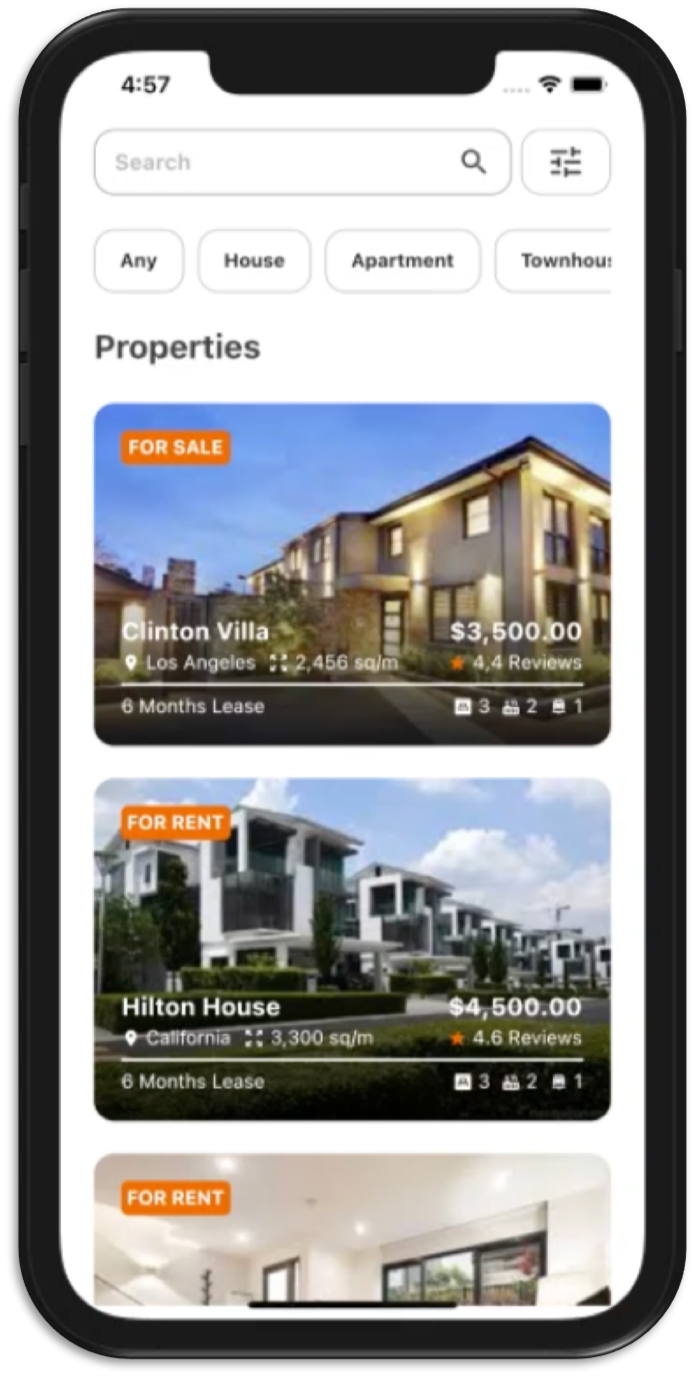 4:57
Search
Any House Apartment Townhous
Properties
FOR SALE
Clinton Villa $3,500.00
Los Angeles 2,456 sq/m 4,4 Reviews
6 Months Lease 3 2 1
FOR RENT
Hilton House $4,500.00
California 3,300 sq/m 4.6 Reviews
6 Months Lease 3 2 1
FOR RENT